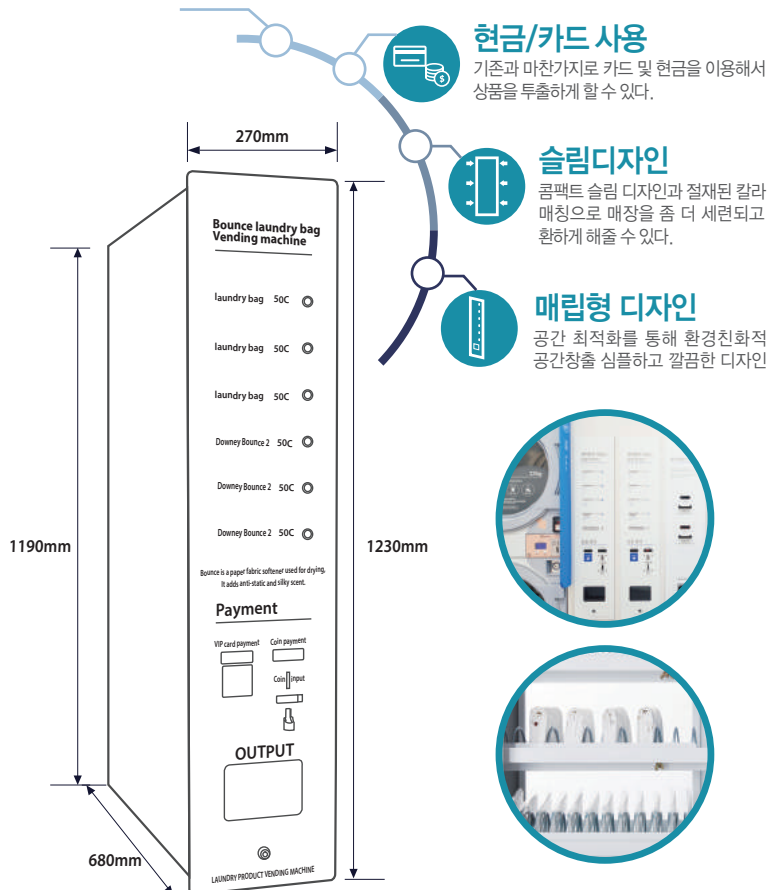 현금/카드 사용
기존과 마찬가지로 카드 및 현금을 이용해서
상품을 투출하게 할 수 있다.
슬림디자인
콤팩트 슬림 디자인과 절재된 칼라
매칭으로 매장을 좀 더 세련되고
환하게 해줄 수 있다.
매립형 디자인
공간 최적화를 통해 환경친화적
공간창출 심플하고 깔끔한 디자인
270mm
Bounce laundry bag
Vending machine
laundry bag 50C
laundry bag 50C
laundry bag 50C
Downey Bounce 2 50C
Downey Bounce 2 50C
Downey Bounce 2 50C
1190mm
1230mm
Bounce is a paper fabric softener used for drying,
It adds anti-static and silky scent.
Payment
VIP card payment Coin payment
Coin input
OUTPUT
680mm
LAUNDRY PRODUCT VENDING MACHINE